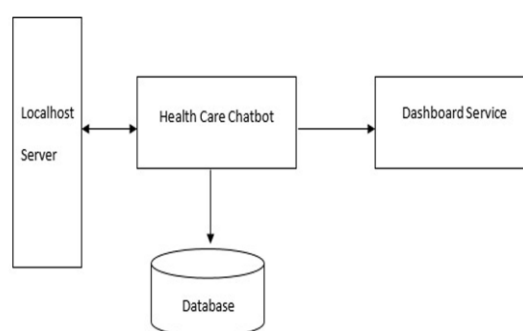 Localhost
Server
Health Care Chatbot
Dashboard Service
Database